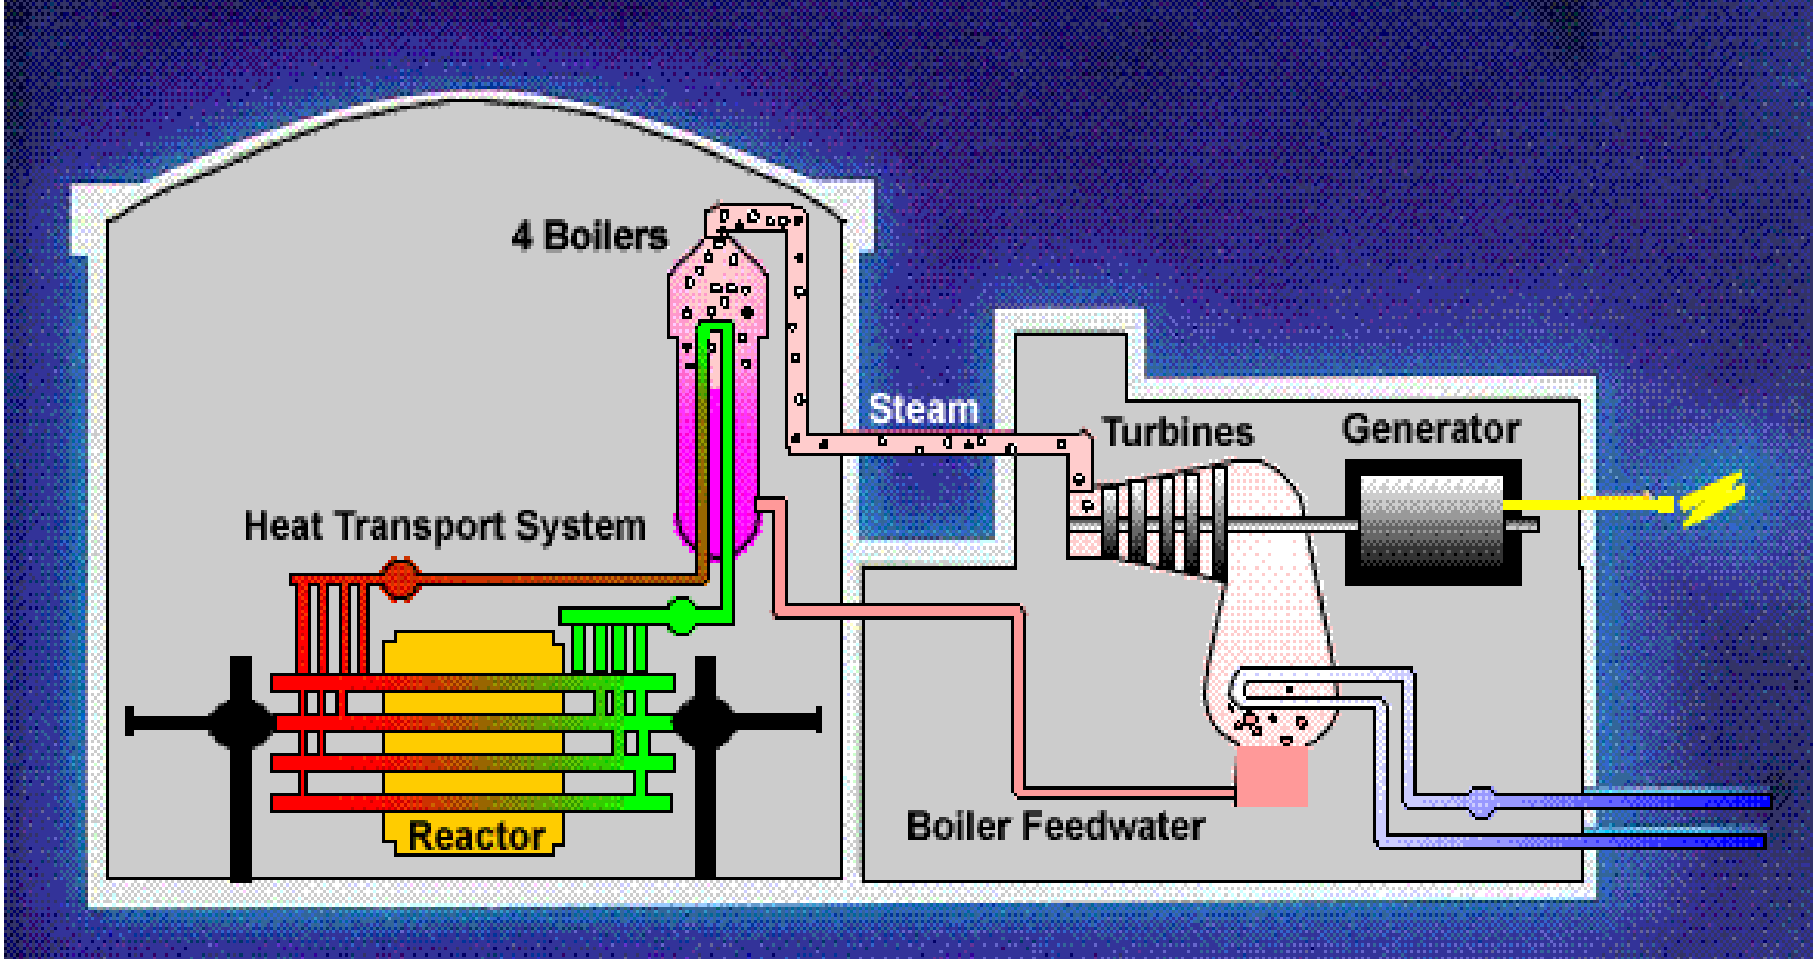 4 Boilers
Steam
Turbines
Generator
Heat Transport System
Reactor
Boiler Feedwater